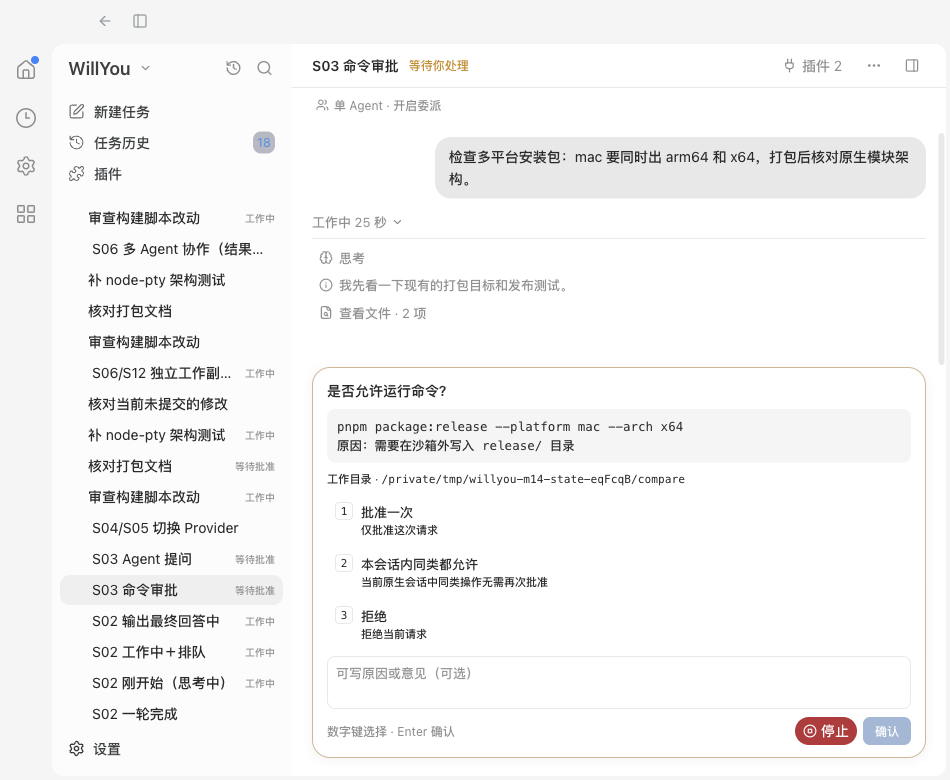 WillYou
新建任务
任务历史 18
插件
审查构建脚本改动 工作中
S06 多 Agent 协作（结果...
补 node-pty 架构测试
核对打包文档
审查构建脚本改动
S06/S12 独立工作副... 工作中
核对当前未提交的修改
补 node-pty 架构测试 工作中
核对打包文档 等待批准
审查构建脚本改动 工作中
S04/S05 切换 Provider
S03 Agent 提问 等待批准
S03 命令审批 等待批准
S02 输出最终回答中 工作中
S02 工作中＋排队 工作中
S02 刚开始（思考中） 工作中
S02 一轮完成
设置
S03 命令审批 等待你处理 插件 2
单 Agent · 开启委派
检查多平台安装包：mac 要同时出 arm64 和 x64，打包后核对原生模块架
构。
工作中 25 秒
思考
我先看一下现有的打包目标和发布测试。
查看文件 · 2 项
是否允许运行命令?
pnpm package:release --platform mac --arch x64
原因：需要在沙箱外写入 release/ 目录
工作目录 · /private/tmp/willyou-m14-state-eqFcqB/compare
1 批准一次
仅批准这次请求
2 本会话内同类都允许
当前原生会话中同类操作无需再次批准
3 拒绝
拒绝当前请求
可写原因或意见（可选）
数字键选择 · Enter 确认 停止 确认